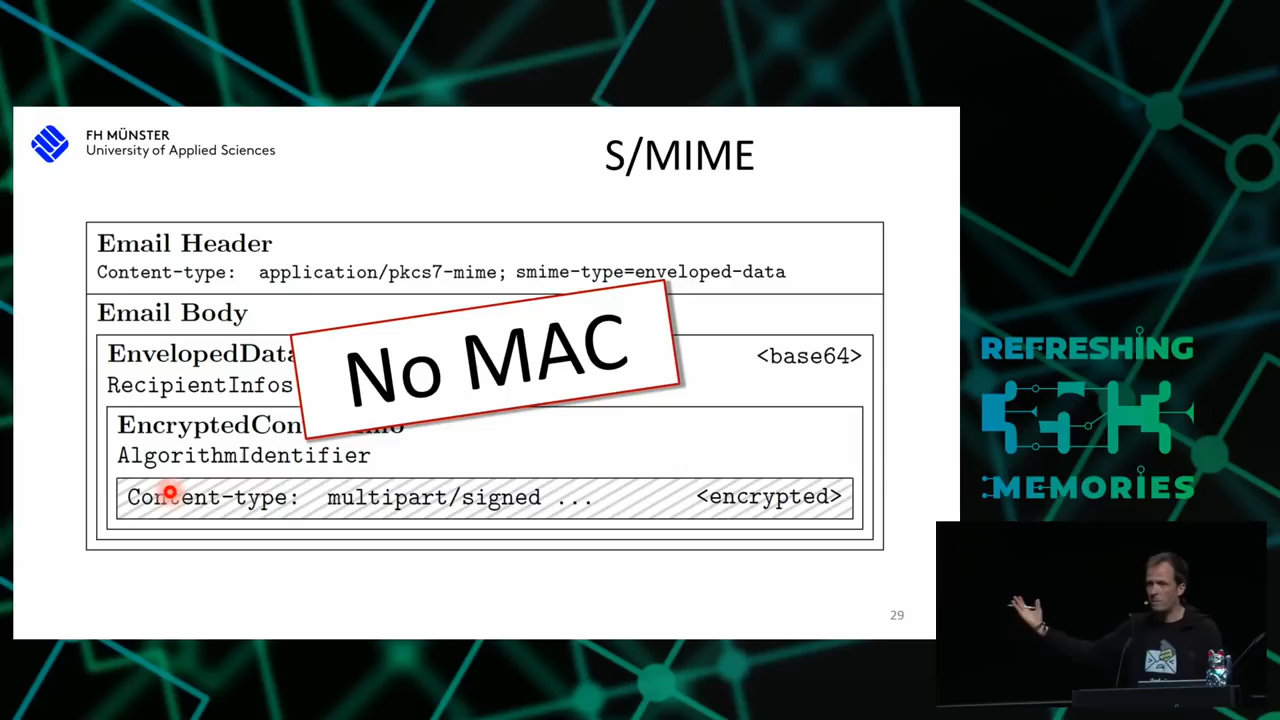 FH MÜNSTER
University of Applied Sciences
S/MIME
Email Header
Content-type: application/pkcs7-mime; smime-type=enveloped-data
Email Body
EnvelopedData
<base64>
RecipientInfos
No MAC
AlgorithmIdentifier
Content-type: multipart/signed ... <encrypted>
29
REFRESHING
MEMORIES